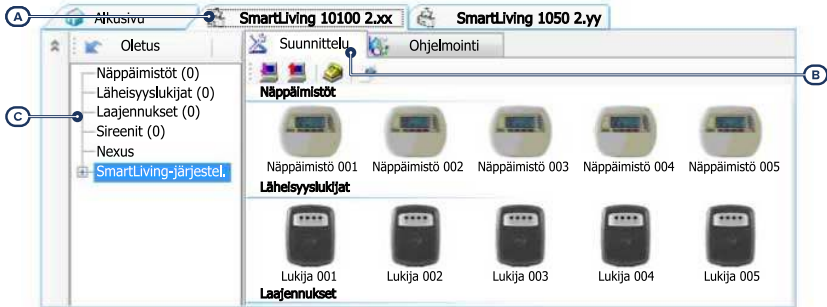 A
Alkusivu
SmartLiving 10100 2.xx
SmartLiving 1050 2.yy
Oletus
Suunnittelu
Ohjelmointi
B
C
Näppäimistöt (0)
Läheisyyslukijat (0)
Laajennukset (0)
Sireenit (0)
Nexus
SmartLiving-järjestel.
Näppäimistöt
Näppäimistö 001 Näppäimistö 002 Näppäimistö 003 Näppäimistö 004 Näppäimistö 005
Läheisyyslukijat
Lukija 001 Lukija 002 Lukija 003 Lukija 004 Lukija 005
Laajennukset